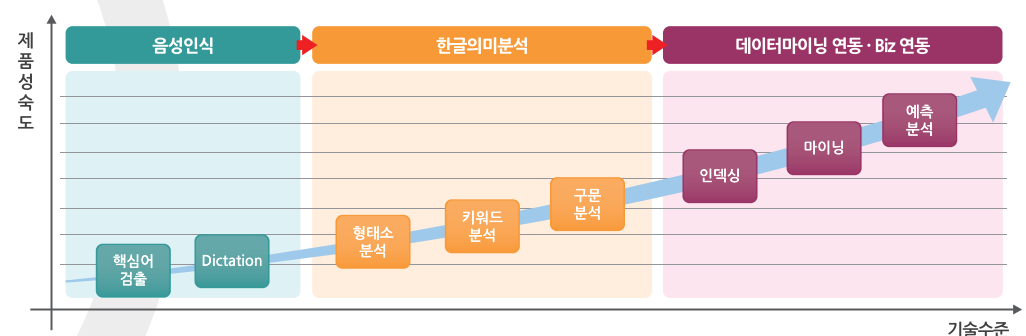 제품성숙도
음성인식
한글의미분석
데이터마이닝 연동 · Biz 연동
핵심어
검출
Dictation
형태소
분석
키워드
분석
구문
분석
인덱싱
마이닝
예측
분석
기술수준